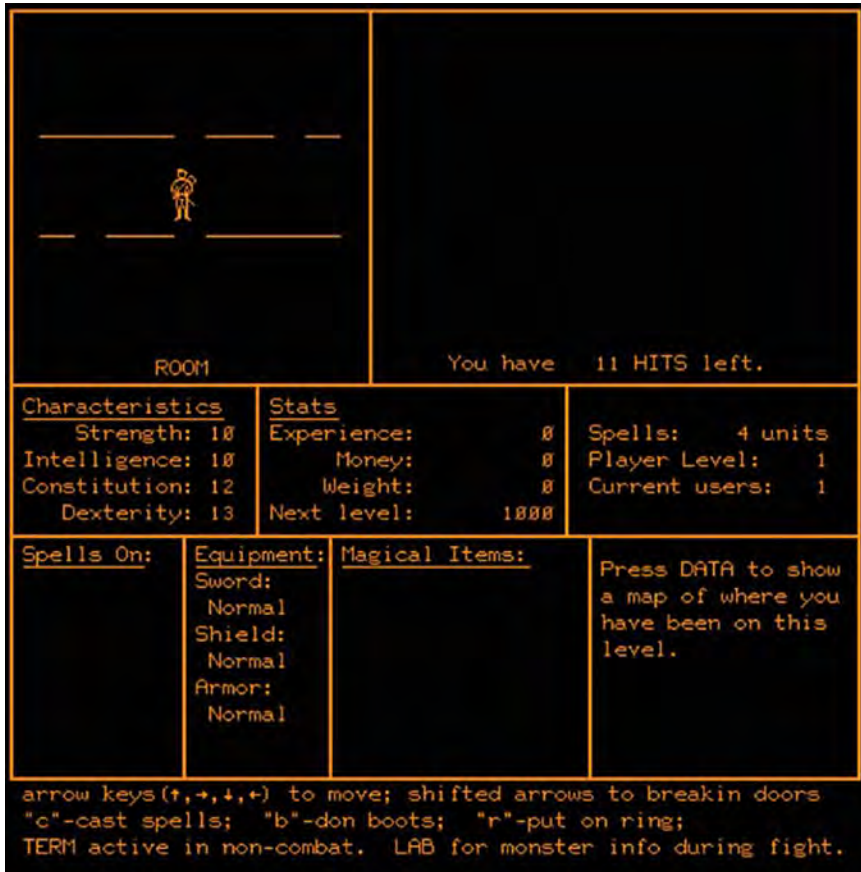 ROOM
You have 11 HITS left.
Characteristics
Strength: 10
Intelligence: 10
Constitution: 12
Dexterity: 13
Stats
Experience: 0
Money: 0
Weight: 0
Next level: 1000
Spells: 4 units
Player Level: 1
Current users: 1
Spells On:
Equipment:
Sword:
Normal
Shield:
Normal
Armor:
Normal
Magical Items:
Press DATA to show
a map of where you
have been on this
level.
arrow keys(↑,→,↓,←) to move; shifted arrows to breakin doors
"c"-cast spells; "b"-don boots; "r"-put on ring;
TERM active in non-combat. LAB for monster info during fight.